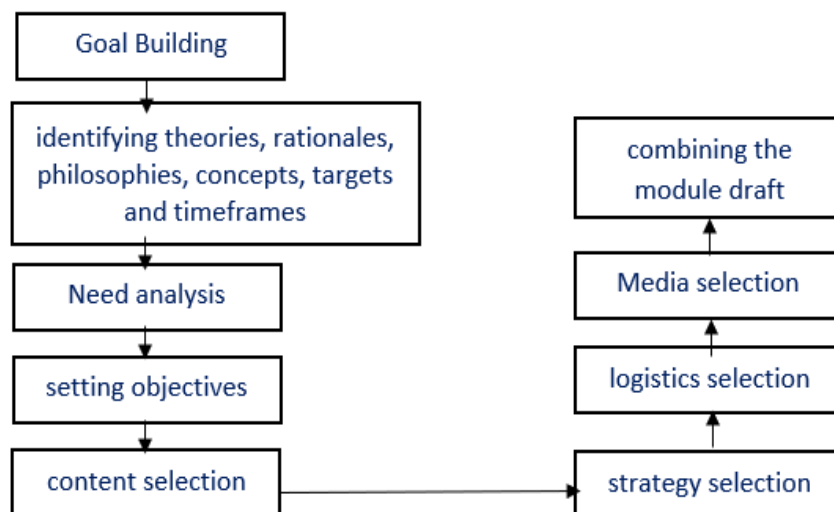 Goal Building
identifying theories, rationales,
philosophies, concepts, targets
and timeframes
Need analysis
setting objectives
content selection
strategy selection
logistics selection
Media selection
combining the
module draft